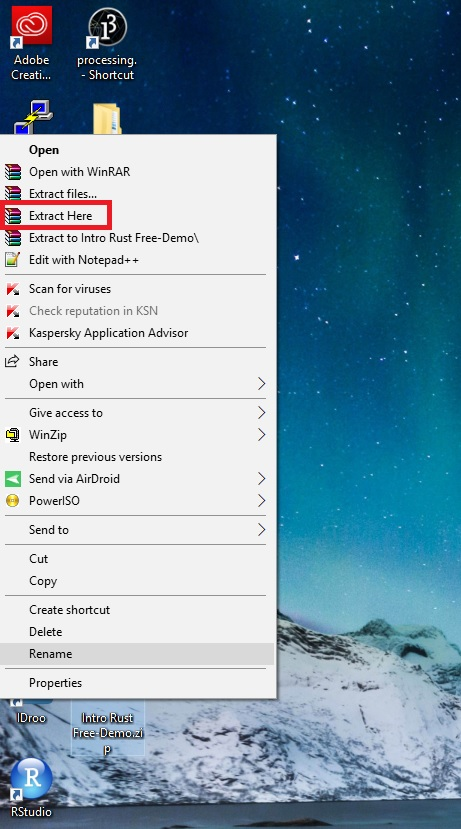 Adobe
Creati...
processing.
- Shortcut
Open
Open with WinRAR
Extract files...
Extract Here
Extract to Intro Rust Free-Demo\
Edit with Notepad++
Scan for viruses
Check reputation in KSN
Kaspersky Application Advisor
Share
Open with
Give access to
WinZip
Restore previous versions
Send via AirDroid
PowerISO
Send to
Cut
Copy
Create shortcut
Delete
Rename
Properties
IDroo
Intro Rust
Free-Demo.zi
p
R
RStudio